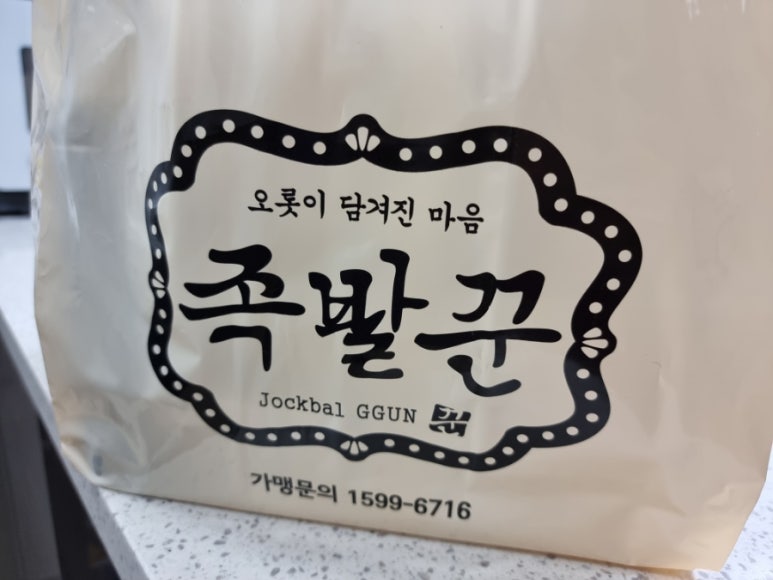 오롯이 담겨진 마음
족발꾼
Jockbal GGUN 꾼
가맹문의 1599-6716